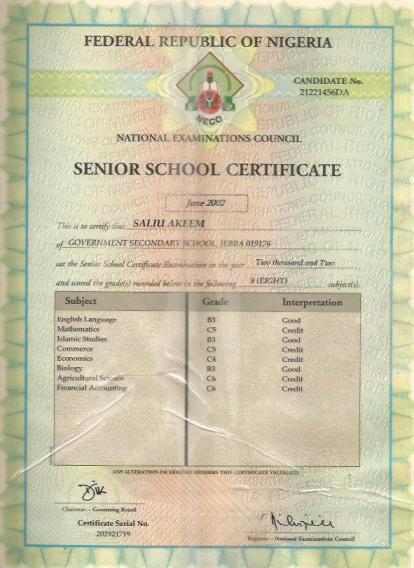 FEDERAL REPUBLIC OF NIGERIA
CANDIDATE No.
21221456DA
NECO
NATIONAL EXAMINATIONS COUNCIL
SENIOR SCHOOL CERTIFICATE
June 2002
This is to certify that SALIU AKEEM
of GOVERNMENT SECONDARY SCHOOL, JEBBA 019176
sat the Senior School Certificate Examination in the year Two thousand and Two
and scored the grade(s) recorded below in the following 8 (EIGHT) subject(s).
Subject Grade Interpretation
English Language B3 Good
Mathematics C5 Credit
Islamic Studies B3 Good
Commerce C5 Credit
Economics C4 Credit
Biology B3 Good
Agricultural Science C6 Credit
Financial Accounting C6 Credit
ANY ALTERATION OR ERASURE RENDERS THIS CERTIFICATE VALUELESS
Chairman – Governing Board
Certificate Serial No.
202921719
Registrar – National Examinations Council